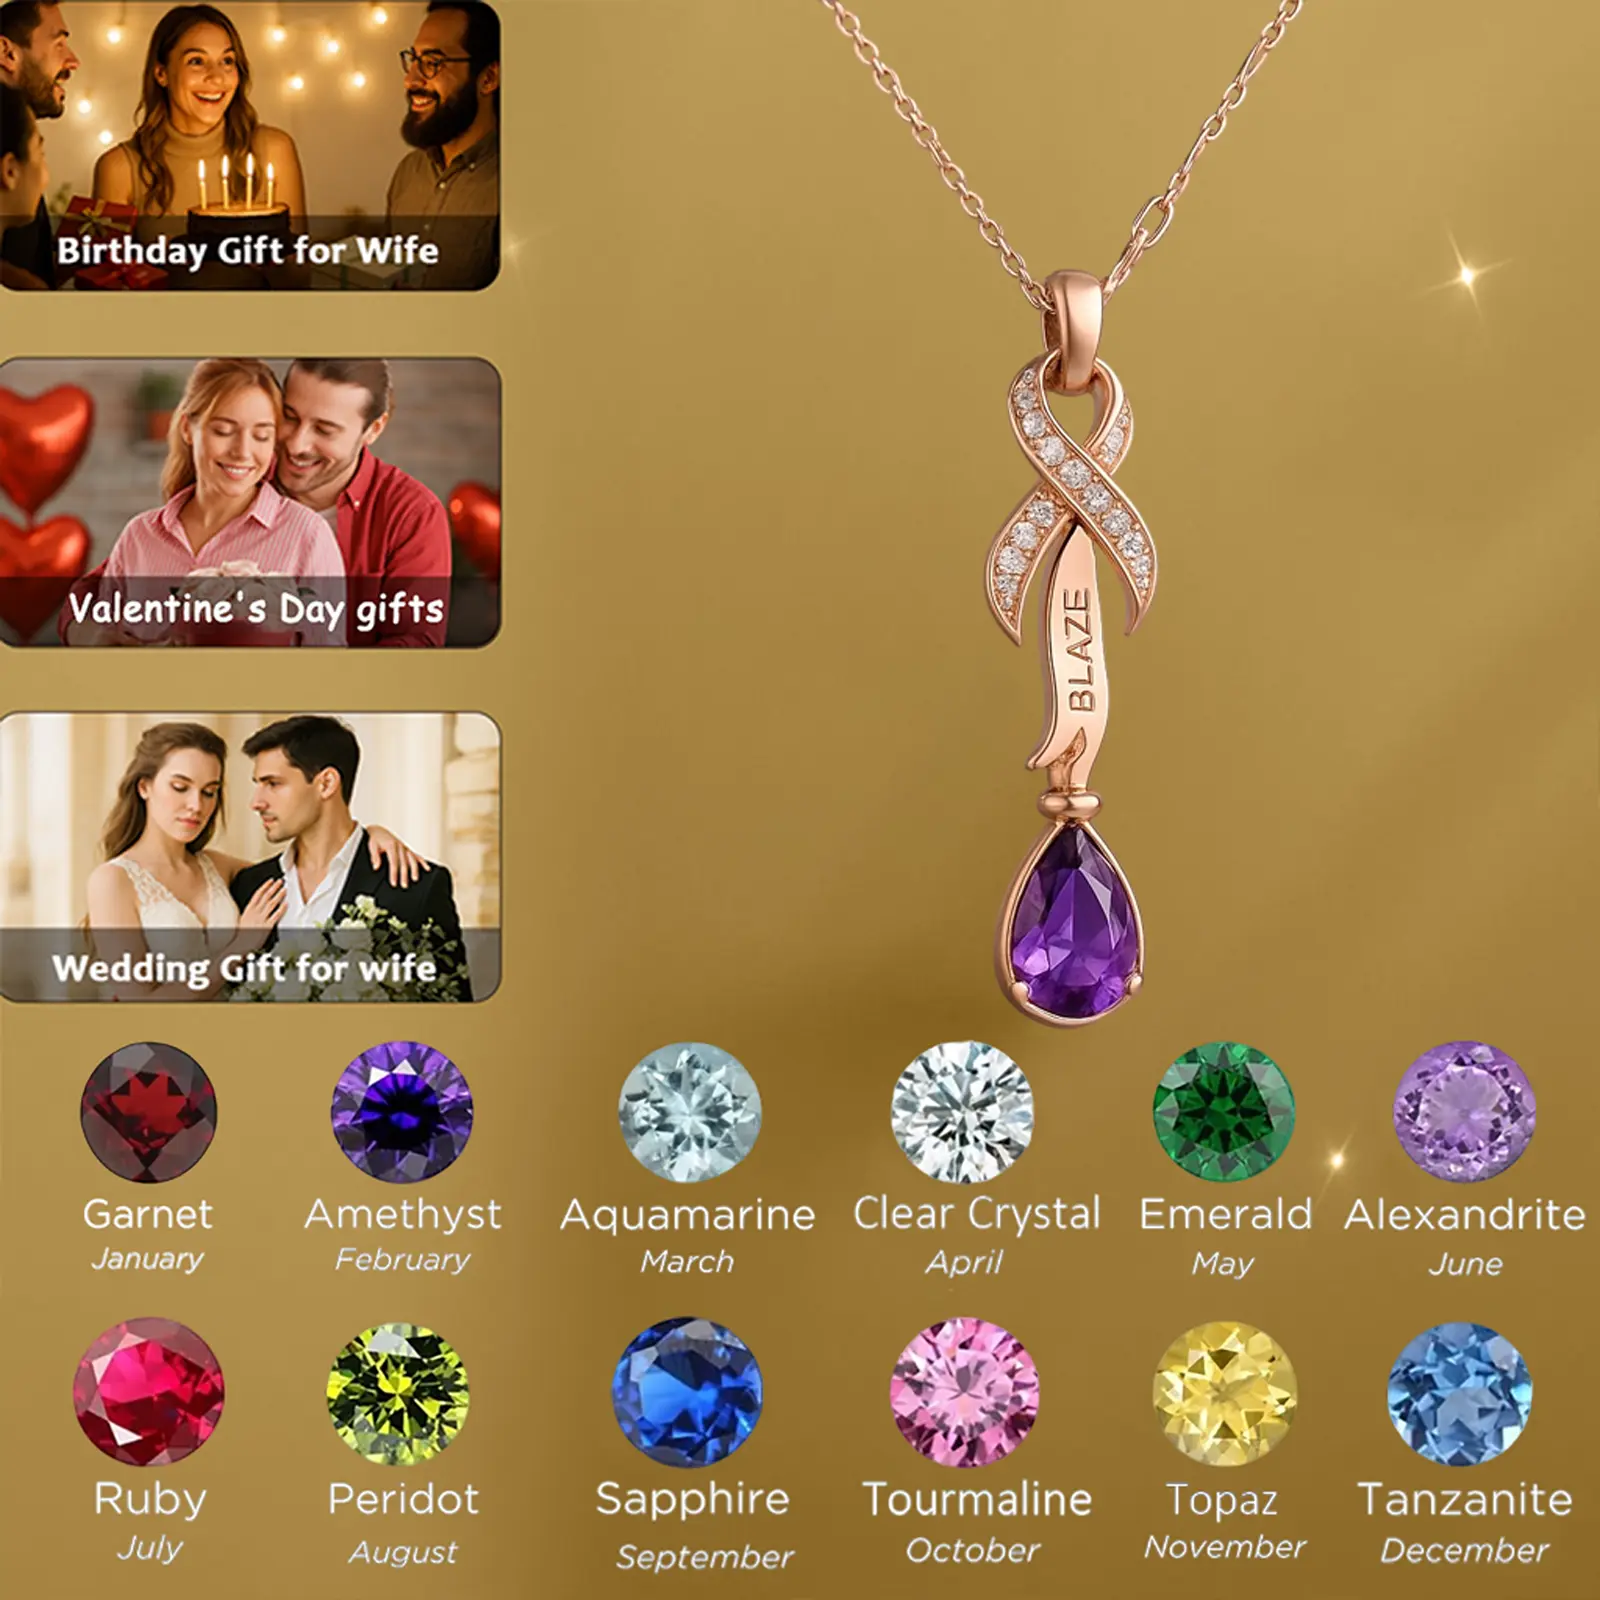 Birthday Gift for Wife
Valentine's Day gifts
Wedding Gift for wife
BLAZE
Garnet
January
Amethyst
February
Aquamarine
March
Clear Crystal
April
Emerald
May
Alexandrite
June
Ruby
July
Peridot
August
Sapphire
September
Tourmaline
October
Topaz
November
Tanzanite
December